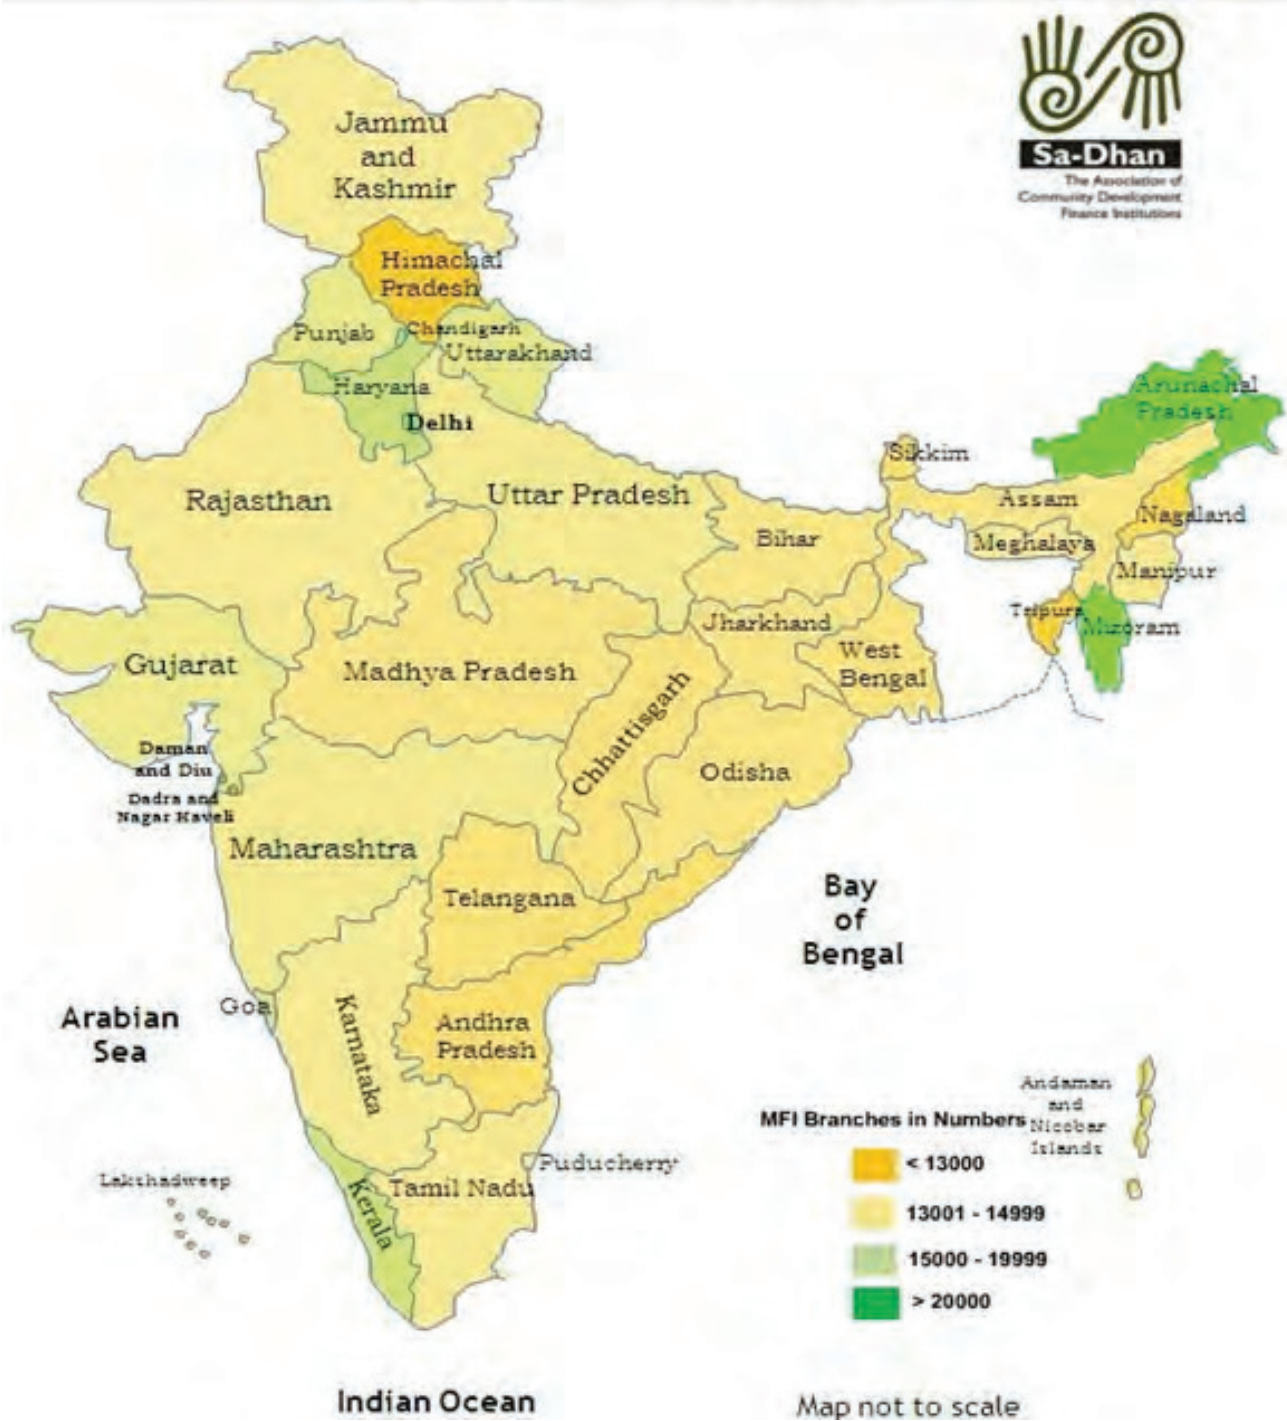 Sa-Dhan
The Association of
Community Development
Finance Institutions
Jammu
and
Kashmir
Himachal
Pradesh
Punjab
Chandigarh
Uttarakhand
Haryana
Delhi
Arunachal
Pradesh
Sikkim
Rajasthan
Uttar Pradesh
Assam
Nagaland
Bihar
Meghalaya
Manipur
Tripura
Jharkhand
Mizoram
Gujarat
Madhya Pradesh
West
Bengal
Chhattisgarh
Daman
and Diu
Odisha
Dadra and
Nagar Haveli
Maharashtra
Telangana
Bay
of
Bengal
Goa
Arabian
Sea
Karnataka
Andhra
Pradesh
Andaman
and
Nicobar
Islands
MFI Branches in Numbers
< 13000
13001 - 14999
15000 - 19999
> 20000
Puducherry
Lakshadweep
Tamil Nadu
Kerala
Indian Ocean
Map not to scale